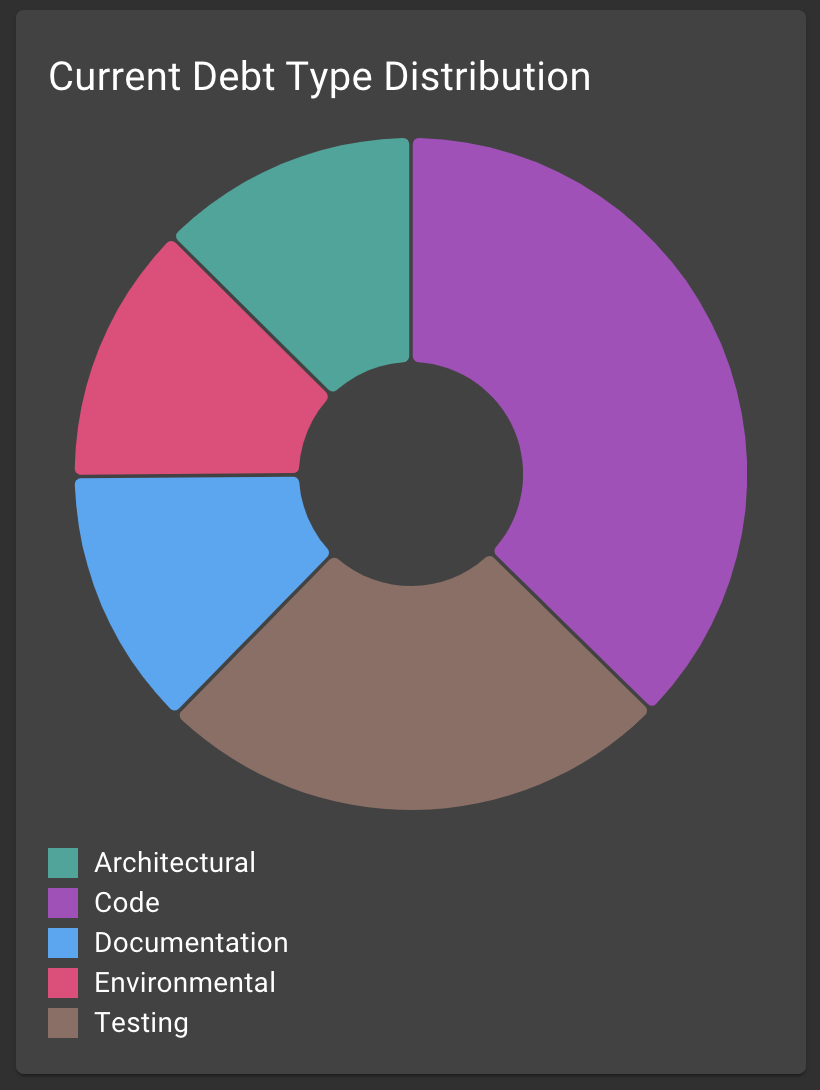 Current Debt Type Distribution
Architectural
Code
Documentation
Environmental
Testing